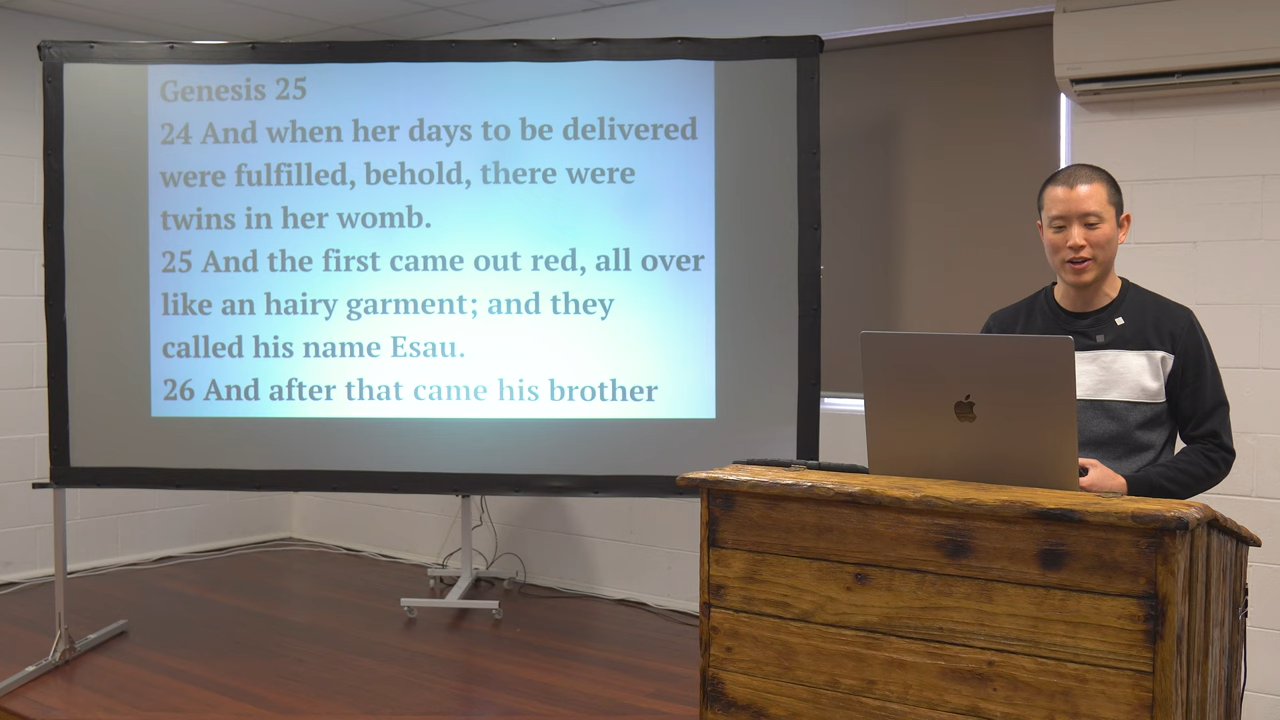 Genesis 25
24 And when her days to be delivered
were fulfilled, behold, there were
twins in her womb.
25 And the first came out red, all over
like an hairy garment; and they
called his name Esau.
26 And after that came his brother